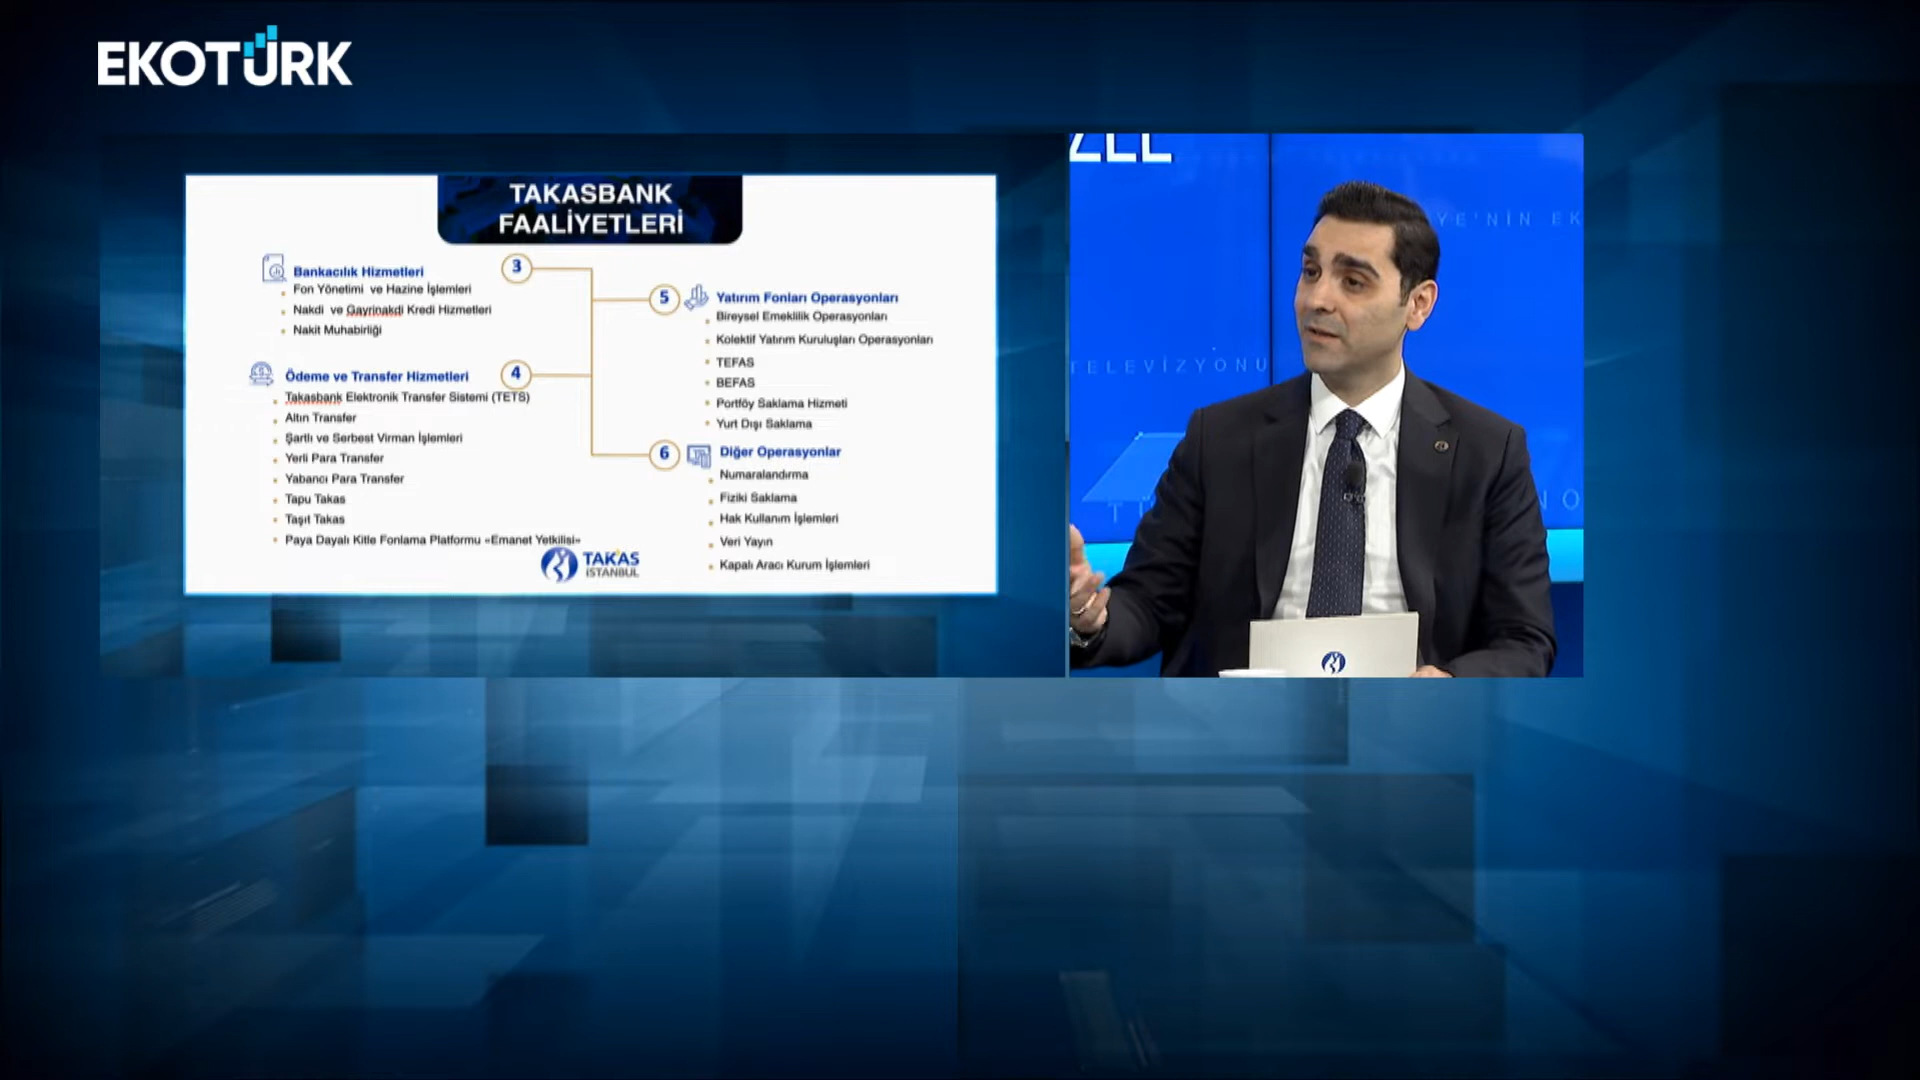 EKOTÜRK
TAKASBANK
FAALİYETLERİ
3
Bankacılık Hizmetleri
Fon Yönetimi ve Hazine İşlemleri
Nakdi ve Gayrinakdi Kredi Hizmetleri
Nakit Muhabirliği
4
Ödeme ve Transfer Hizmetleri
Takasbank Elektronik Transfer Sistemi (TETS)
Altın Transfer
Şartlı ve Serbest Virman İşlemleri
Yerli Para Transfer
Yabancı Para Transfer
Tapu Takas
Taşıt Takas
Paya Dayalı Kitle Fonlama Platformu «Emanet Yetkilisi»
5
Yatırım Fonları Operasyonları
Bireysel Emeklilik Operasyonları
Kolektif Yatırım Kuruluşları Operasyonları
TEFAS
BEFAS
Portföy Saklama Hizmeti
Yurt Dışı Saklama
6
Diğer Operasyonlar
Numaralandırma
Fiziki Saklama
Hak Kullanım İşlemleri
Veri Yayın
Kapalı Aracı Kurum İşlemleri
TAKAS
İSTANBUL
YE'NİN EK
TELEVİZYONU